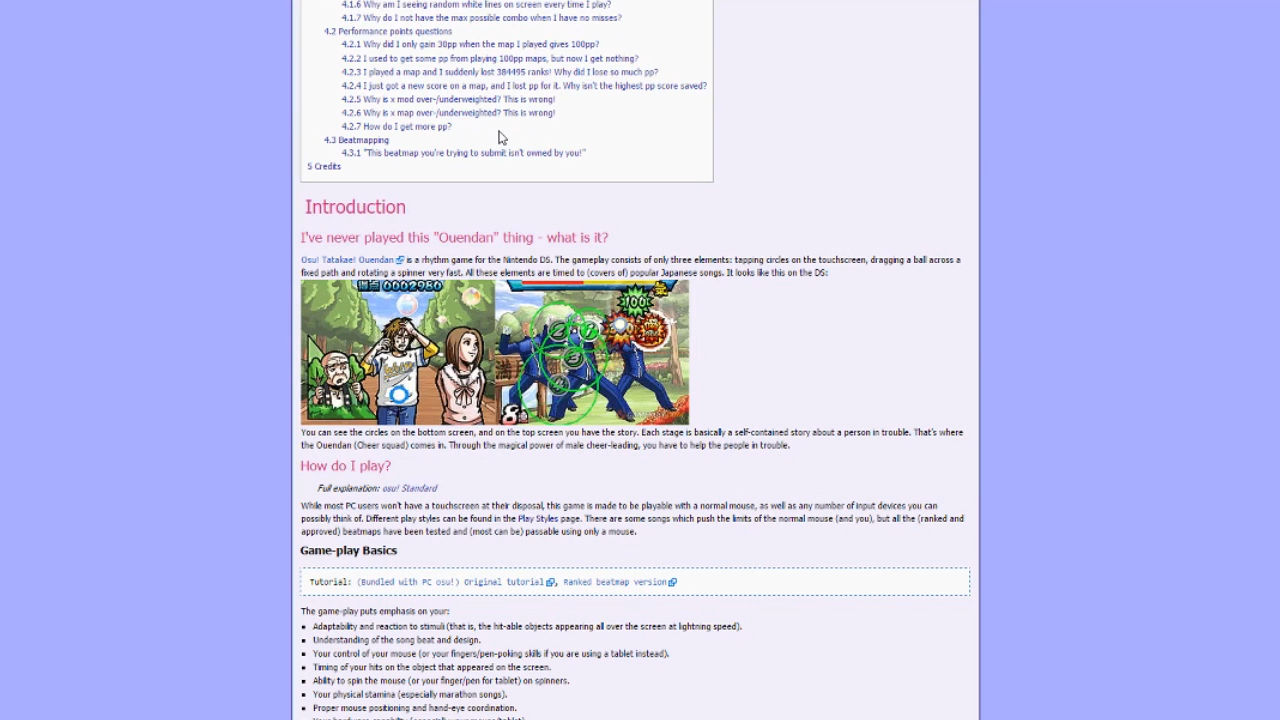 4.1.6 Why am I seeing random white lines on screen every time I play?
4.1.7 Why do I not have the max possible combo when I have no misses?
4.2 Performance points questions
4.2.1 Why did I only gain 30pp when the map I played gives 100pp?
4.2.2 I used to get some pp from playing 100pp maps, but now I get nothing?
4.2.3 I played a map and I suddenly lost 384495 ranks! Why did I lose so much pp?
4.2.4 I just got a new score on a map, and I lost pp for it. Why isn't the highest pp score saved?
4.2.5 Why is x mod over-/underweighted? This is wrong!
4.2.6 Why is x map over-/underweighted? This is wrong!
4.2.7 How do I get more pp?
4.3 Beatmapping
4.3.1 "This beatmap you're trying to submit isn't owned by you!"
5 Credits
Introduction
I've never played this "Ouendan" thing - what is it?
Osu! Tatakae! Ouendan is a rhythm game for the Nintendo DS. The gameplay consists of only three elements: tapping circles on the touchscreen, dragging a ball across a
fixed path and rotating a spinner very fast. All these elements are timed to (covers of) popular Japanese songs. It looks like this on the DS:
0002980
100
2
1
3
You can see the circles on the bottom screen, and on the top screen you have the story. Each stage is basically a self-contained story about a person in trouble. That's where
the Ouendan (Cheer squad) comes in. Through the magical power of male cheer-leading, you have to help the people in trouble.
How do I play?
Full explanation: osu! Standard
While most PC users won't have a touchscreen at their disposal, this game is made to be playable with a normal mouse, as well as any number of input devices you can
possibly think of. Different play styles can be found in the Play Styles page. There are some songs which push the limits of the normal mouse (and you), but all the (ranked and
approved) beatmaps have been tested and (most can be) passable using only a mouse.
Game-play Basics
Tutorial: (Bundled with PC osu!) Original tutorial, Ranked beatmap version
The game-play puts emphasis on your:
Adaptability and reaction to stimuli (that is, the hit-able objects appearing all over the screen at lightning speed).
Understanding of the song beat and design.
Your control of your mouse (or your fingers/pen-poking skills if you are using a tablet instead).
Timing of your hits on the object that appeared on the screen.
Ability to spin the mouse (or your finger/pen for tablet) on spinners.
Your physical stamina (especially marathon songs).
Proper mouse positioning and hand-eye coordination.
Your hardware capability (especially your mouse/tablet).